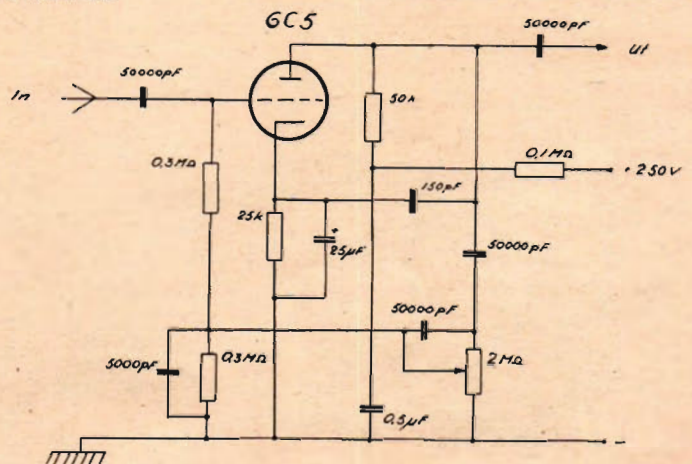 6C5
50000pF
Ut
In
50000pF
50k
0.1MΩ
+ 250V
0.3MΩ
150pF
25k
+
25µF
50000pF
50000pF
5000pF
0.3MΩ
2MΩ
0.5µF
-